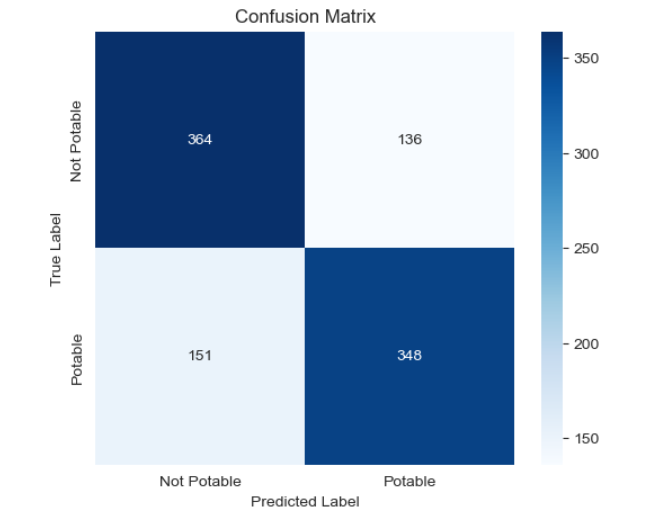 Confusion Matrix
Not Potable
364
136
350
300
250
200
150
True Label
Potable
151
348
Not Potable
Potable
Predicted Label